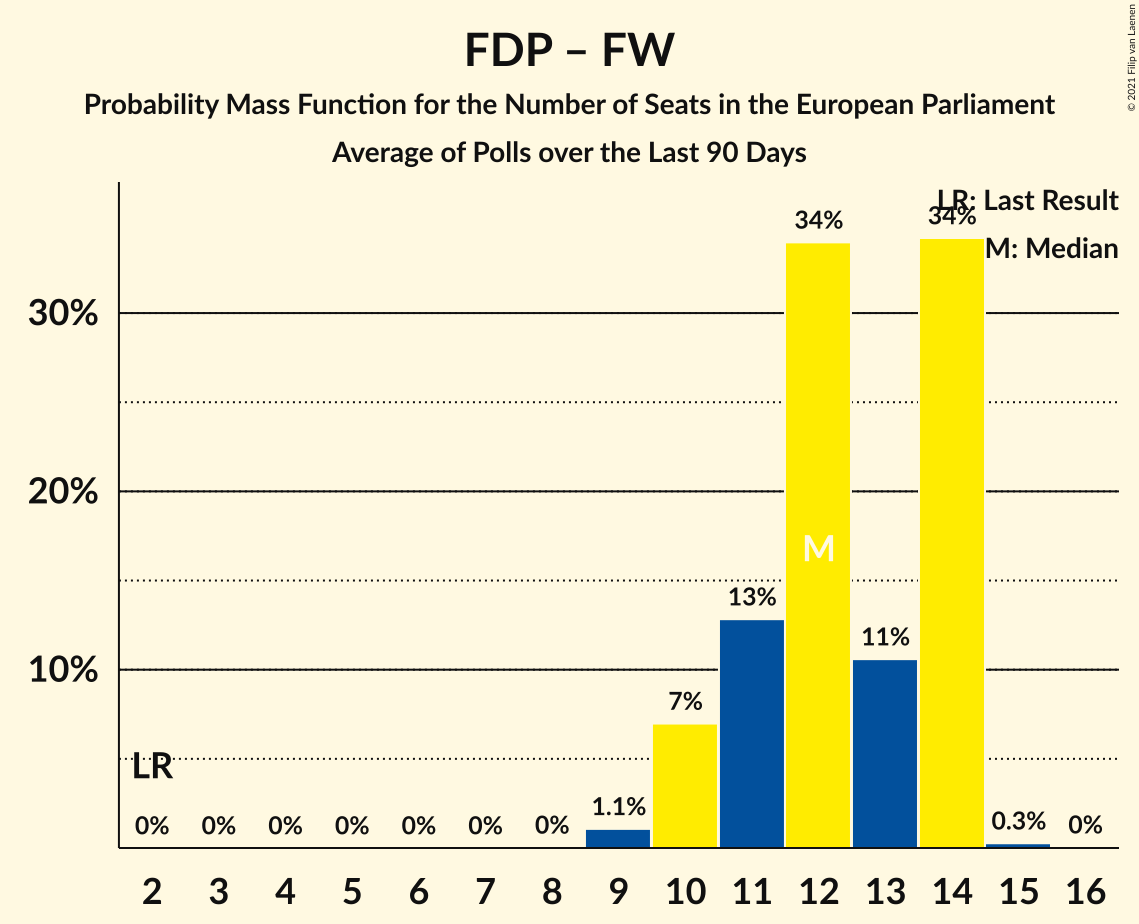 FDP – FW
Probability Mass Function for the Number of Seats in the European Parliament
Average of Polls over the Last 90 Days
© 2021 Filip van Laenen
LR: Last Result
M: Median
34%
34%
30%
20%
M
13%
11%
10%
7%
LR
0%
0%
0%
0%
0%
0%
0%
1.1%
0.3%
0%
2 3 4 5 6 7 8 9 10 11 12 13 14 15 16